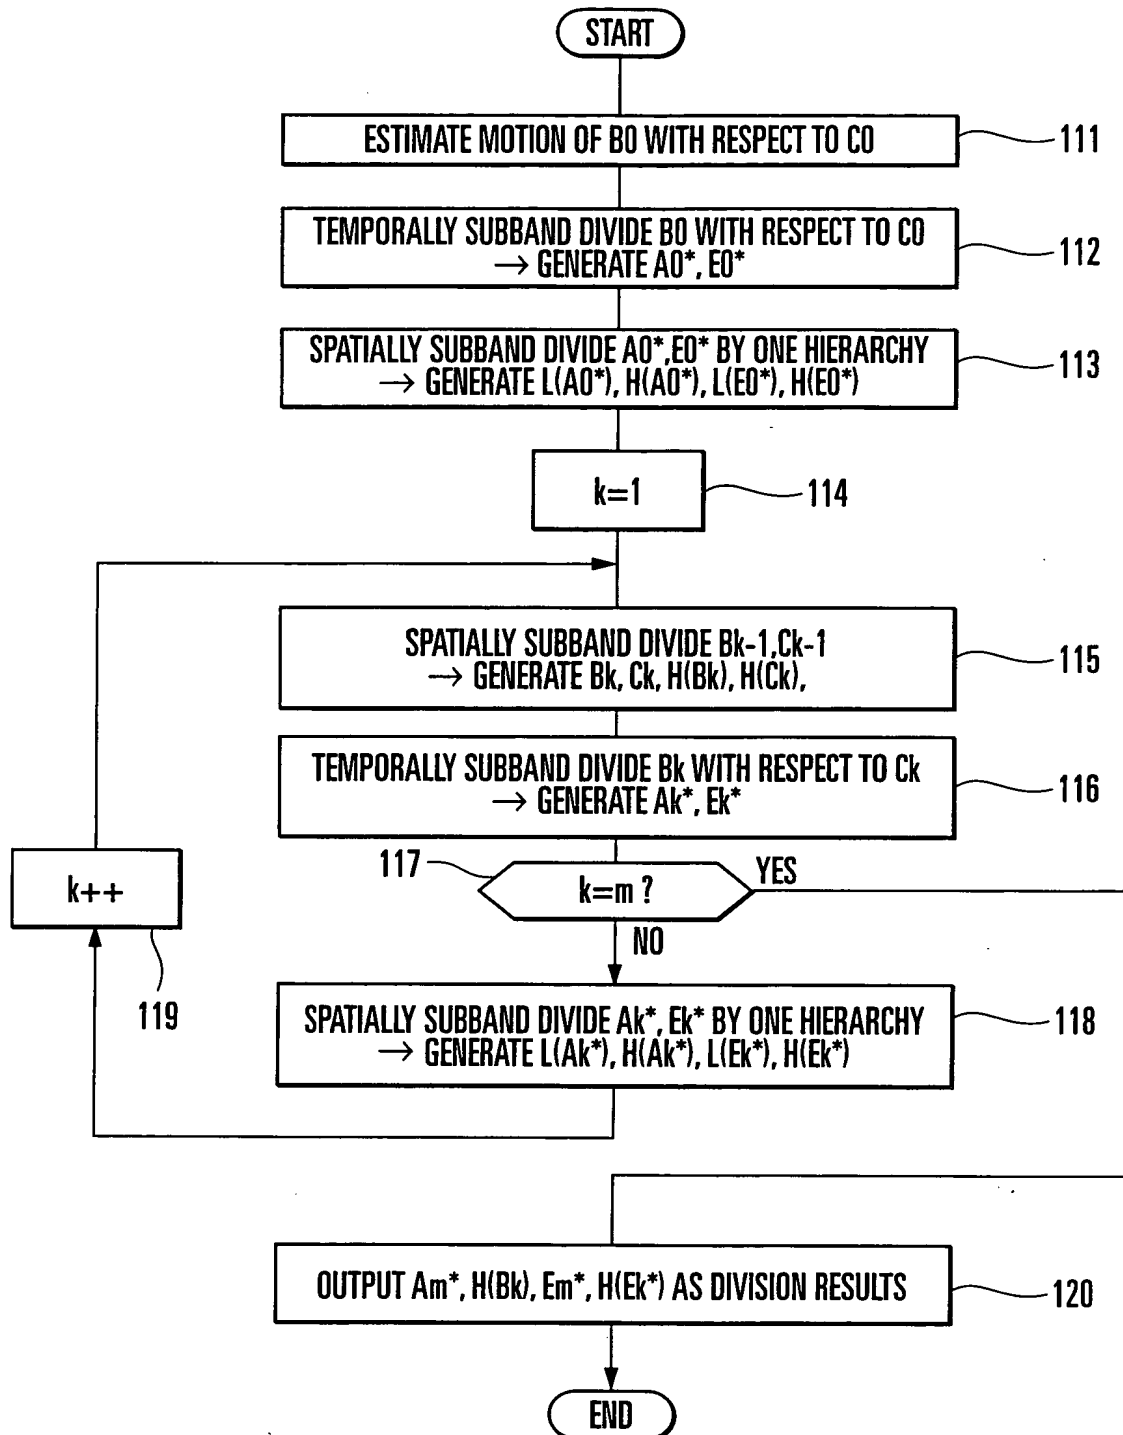 START
ESTIMATE MOTION OF B0 WITH RESPECT TO C0
111
TEMPORALLY SUBBAND DIVIDE B0 WITH RESPECT TO C0
→ GENERATE A0*, E0*
112
SPATIALLY SUBBAND DIVIDE A0*,E0* BY ONE HIERARCHY
→ GENERATE L(A0*), H(A0*), L(E0*), H(E0*)
113
k=1
114
SPATIALLY SUBBAND DIVIDE Bk-1,Ck-1
→ GENERATE Bk, Ck, H(Bk), H(Ck),
115
TEMPORALLY SUBBAND DIVIDE Bk WITH RESPECT TO Ck
→ GENERATE Ak*, Ek*
116
117
k=m ?
YES
NO
k++
119
SPATIALLY SUBBAND DIVIDE Ak*, Ek* BY ONE HIERARCHY
→ GENERATE L(Ak*), H(Ak*), L(Ek*), H(Ek*)
118
OUTPUT Am*, H(Bk), Em*, H(Ek*) AS DIVISION RESULTS
120
END